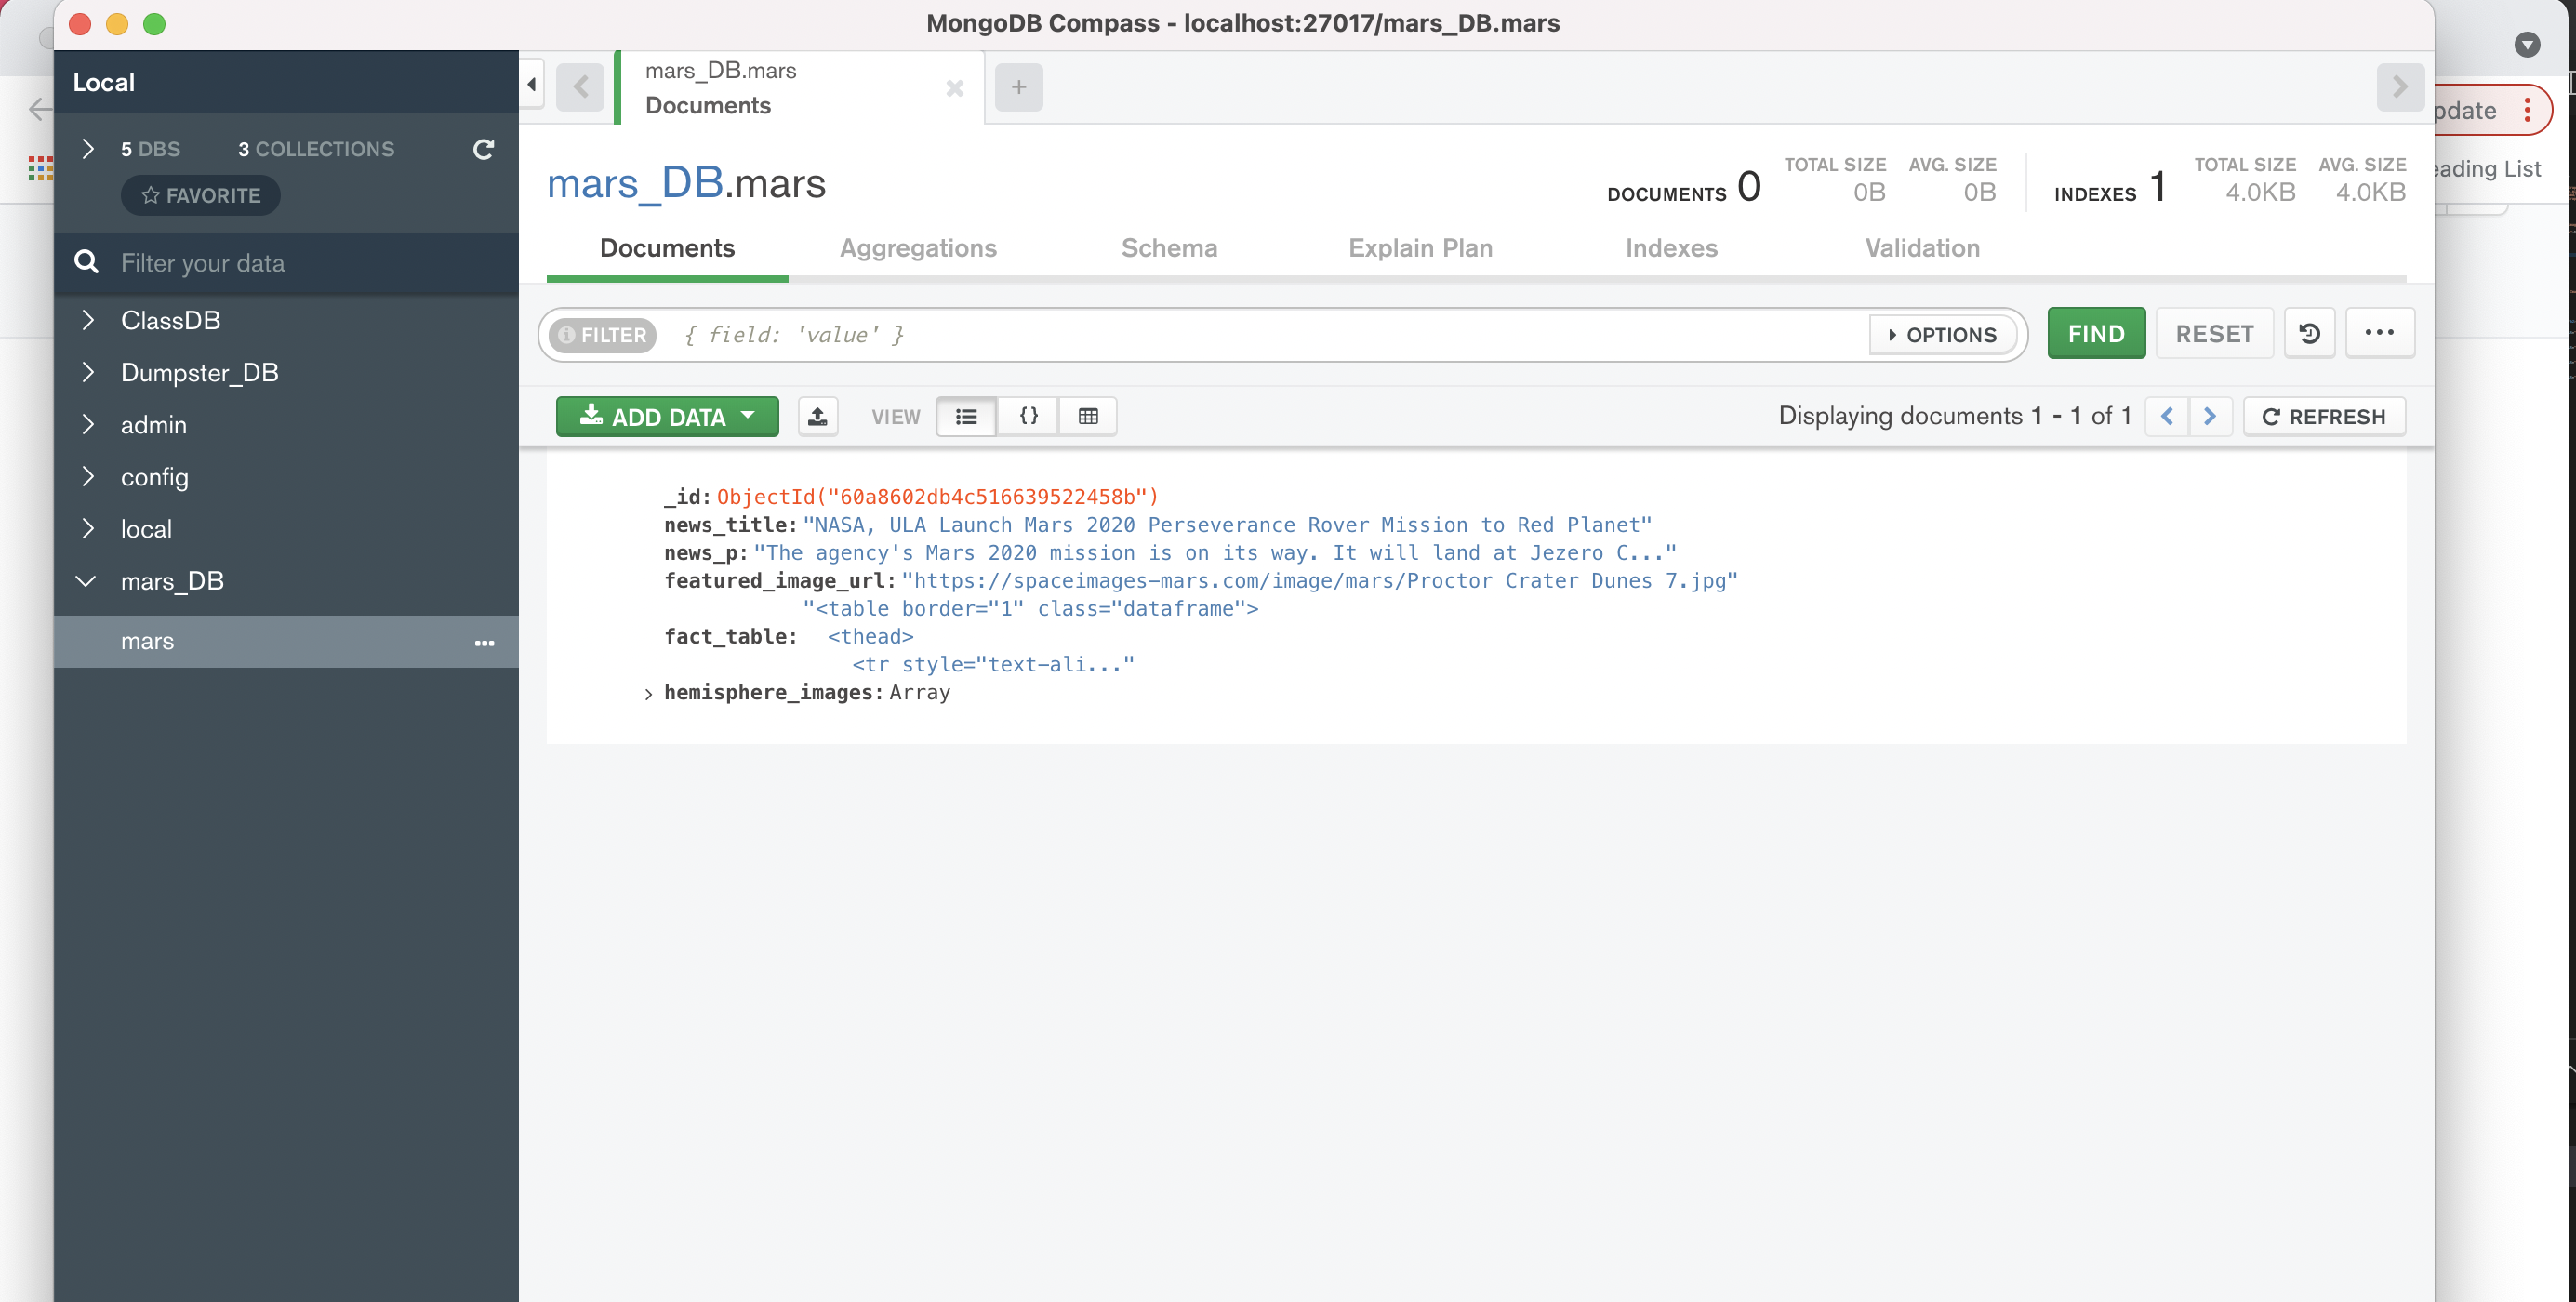 MongoDB Compass - localhost:27017/mars_DB.mars
Local
5 DBS 3 COLLECTIONS
FAVORITE
Filter your data
ClassDB
Dumpster_DB
admin
config
local
mars_DB
mars
mars_DB.mars
Documents
mars_DB.mars
DOCUMENTS 0 TOTAL SIZE 0B AVG. SIZE 0B INDEXES 1 TOTAL SIZE 4.0KB AVG. SIZE 4.0KB
Documents Aggregations Schema Explain Plan Indexes Validation
FILTER { field: 'value' } OPTIONS FIND RESET
ADD DATA VIEW {} Displaying documents 1 - 1 of 1 REFRESH
_id: ObjectId("60a8602db4c516639522458b")
news_title: "NASA, ULA Launch Mars 2020 Perseverance Rover Mission to Red Planet"
news_p: "The agency's Mars 2020 mission is on its way. It will land at Jezero C..."
featured_image_url: "https://spaceimages-mars.com/image/mars/Proctor Crater Dunes 7.jpg"
"<table border="1" class="dataframe">
fact_table: <thead>
<tr style="text-ali..."
hemisphere_images: Array
pdate
eading List